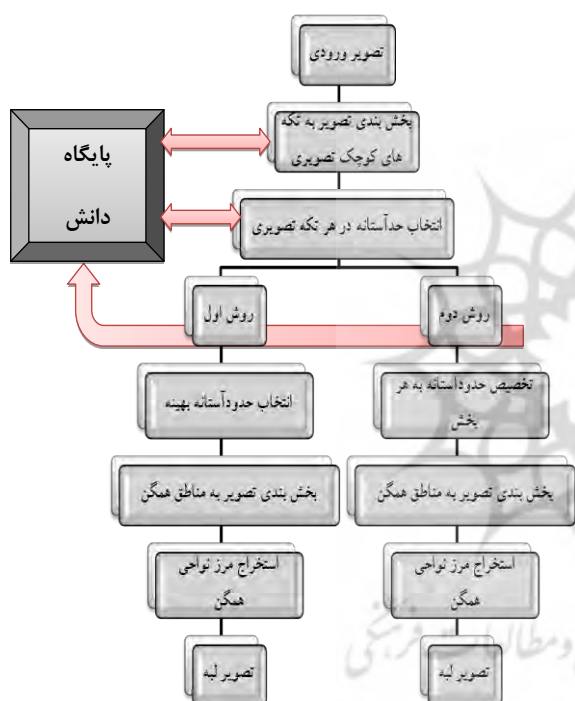 تصویر ورودی
بخش بندی تصویر به تکه
های کوچک تصویری
پایگاه
دانش
انتخاب حدآستانه در هر تکه تصویری
روش دوم
روش اول
تخصیص حدودآستانه به هر
بخش
انتخاب حدودآستانه بهینه
بخش بندی تصویر به مناطق همگن
بخش بندی تصویر به مناطق همگن
استخراج مرز نواحی
همگن
استخراج مرز نواحی
همگن
تصویر لبه
تصویر لبه
و مطالعات فرهنگی